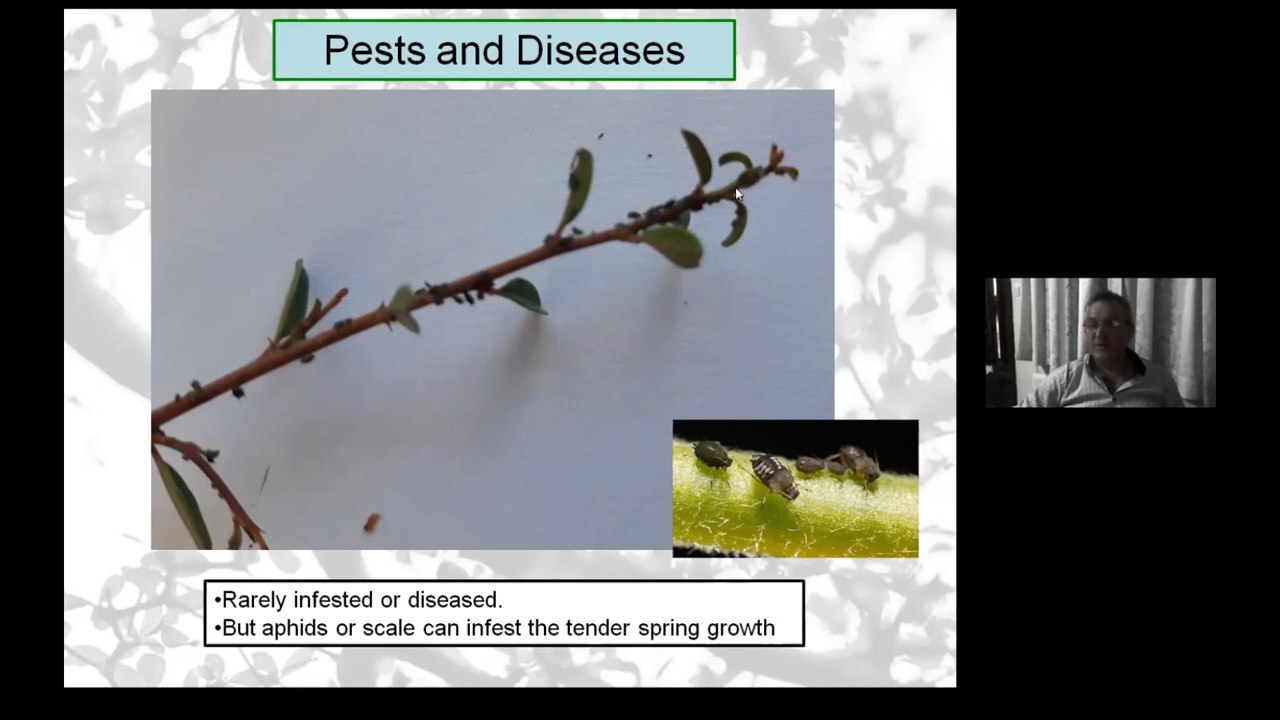 Pests and Diseases
•Rarely infested or diseased.
•But aphids or scale can infest the tender spring growth